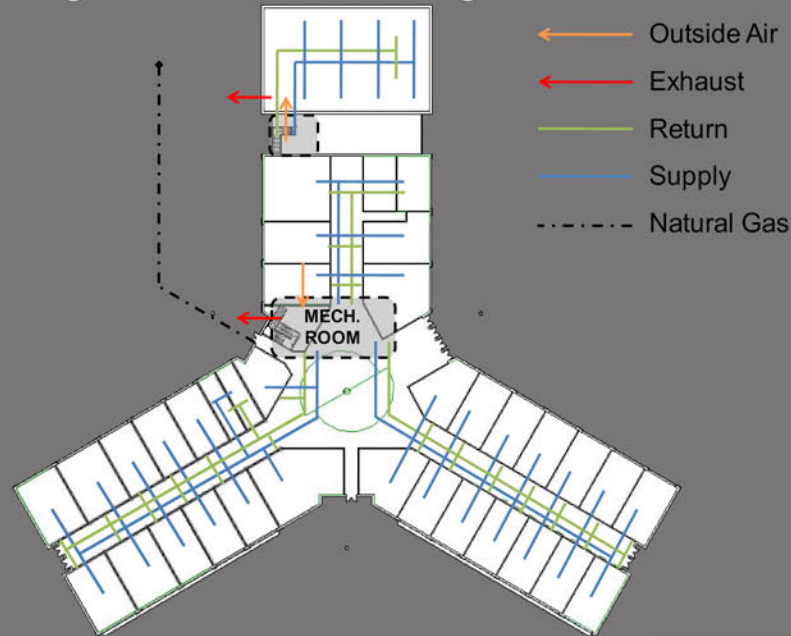 Outside Air
Exhaust
Return
Supply
Natural Gas
MECH.
ROOM